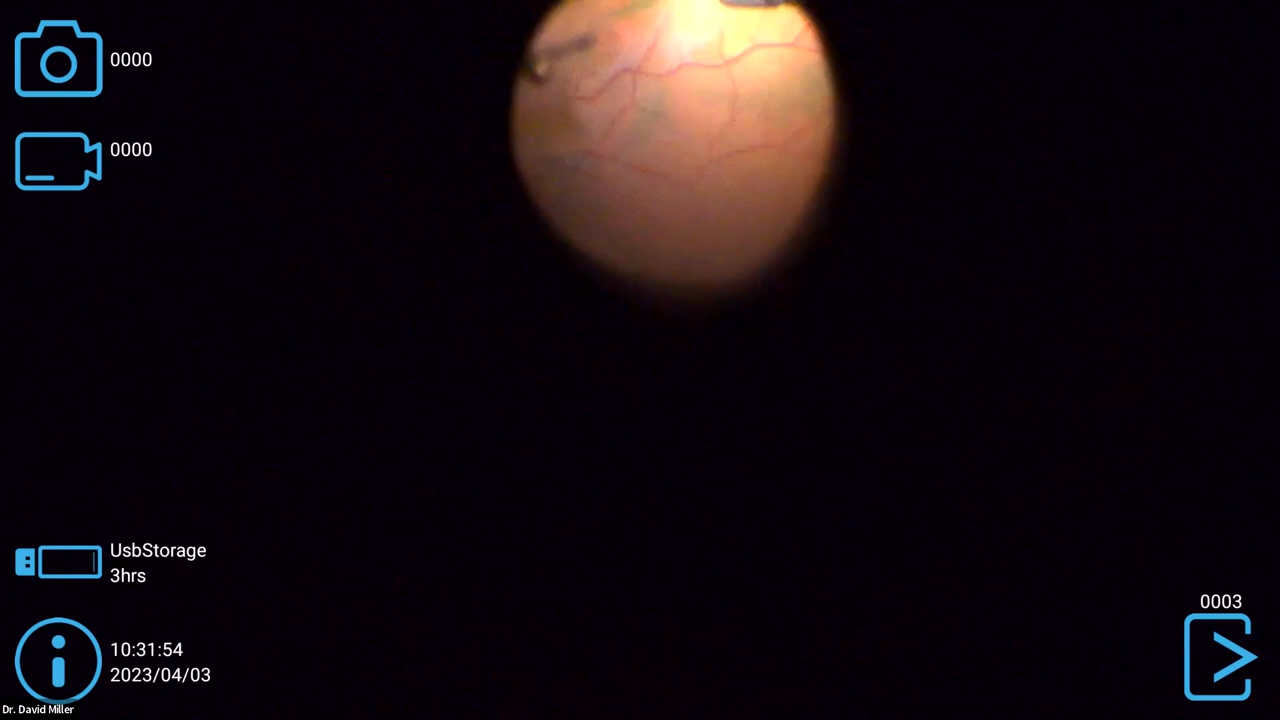 0000
0000
UsbStorage
3hrs
0003
10:31:54
2023/04/03
Dr. David Miller